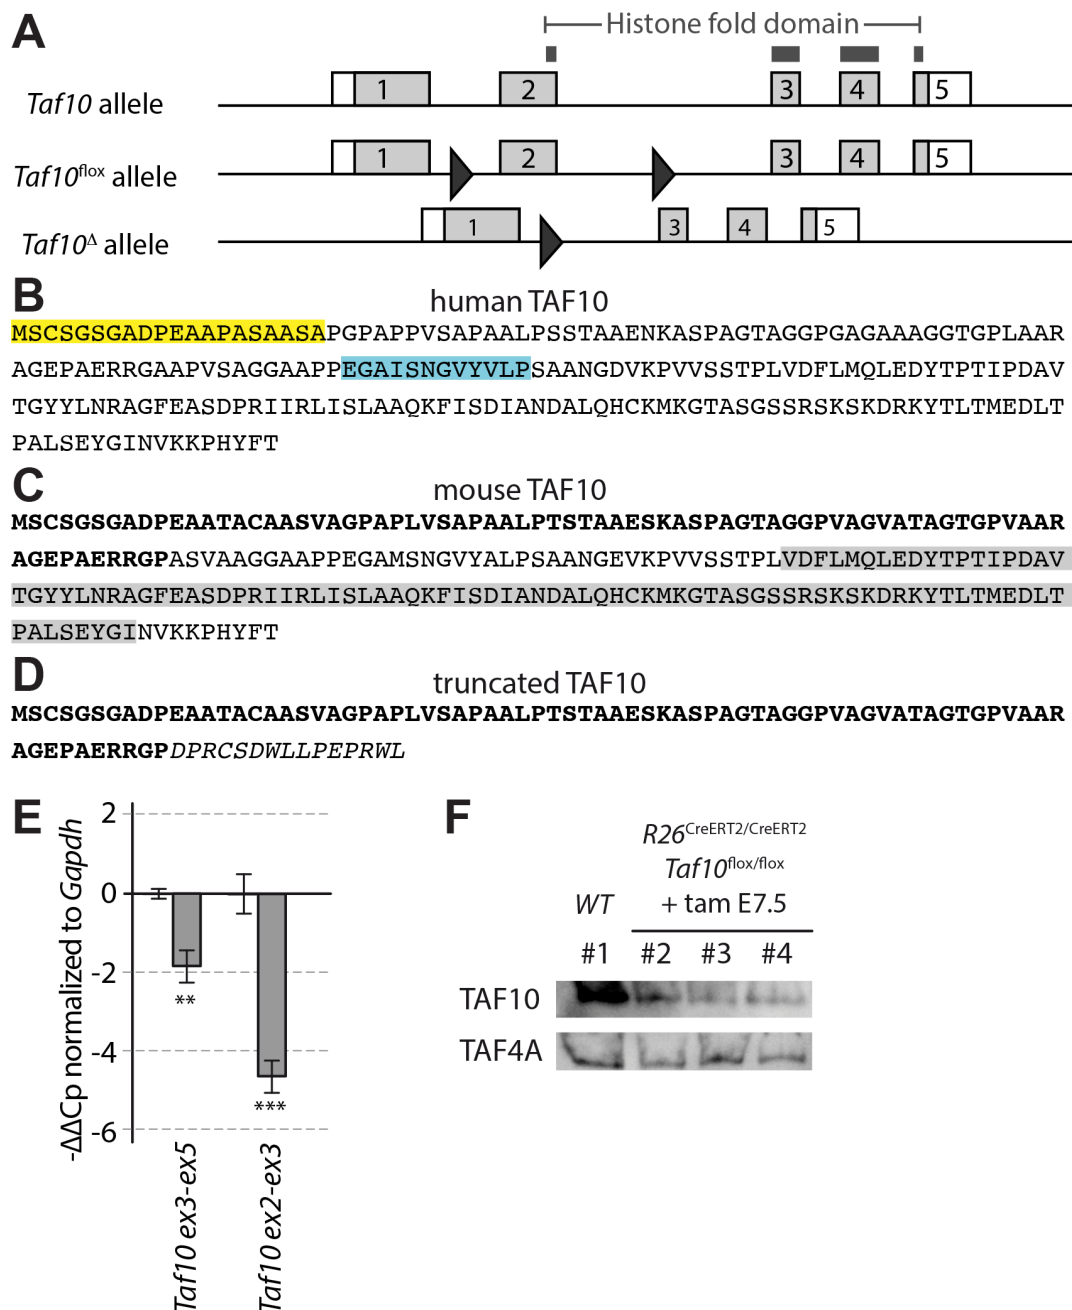 A
Histone fold domain
Taf10 allele
1 2 3 4 5
Taf10flox allele
1 2 3 4 5
Taf10Δ allele
1 3 4 5
B
human TAF10
MSCSGSGADPEAAPASAASAPGPAPPVSAPAALPSSTAAENKASPAGTAGGPGAGAAAGGTGPLAAR
AGEPAERRGAAPVSAGGAAPPEGAISNGVYVLPSAANGDVKPVVSSTPLVDFLMQLEDYTPTIPDAV
TGYYLNRAGFEASDPRIIRLISLAAQKFISDIANDALQHCKMKGTASGSSRSKSKDRKYTLTMEDLT
PALSEYGINVKKPHYFT
C
mouse TAF10
MSCSGSGADPEAATACAASVAGPAPLVSAPAALPTSTAAESKASPAGTAGGPVAGVATAGTGPVAAR
AGEPAERRGPASVAAGGAAPPEGAMSNGVYALPSAANGEVKPVVSSTPLVDFLMQLEDYTPTIPDAV
TGYYLNRAGFEASDPRIIRLISLAAQKFISDIANDALQHCKMKGTASGSSRSKSKDRKYTLTMEDLT
PALSEYGINVKKPHYFT
D
truncated TAF10
MSCSGSGADPEAATACAASVAGPAPLVSAPAALPTSTAAESKASPAGTAGGPVAGVATAGTGPVAAR
AGEPAERRGPDPRCSDWLLPEPRWL
E
-ΔΔCp normalized to Gapdh
2
0
-2
-4
-6
**
***
Taf10 ex3-ex5
Taf10 ex2-ex3
F
R26CreERT2/CreERT2
Taf10flox/flox
WT + tam E7.5
#1 #2 #3 #4
TAF10
TAF4A